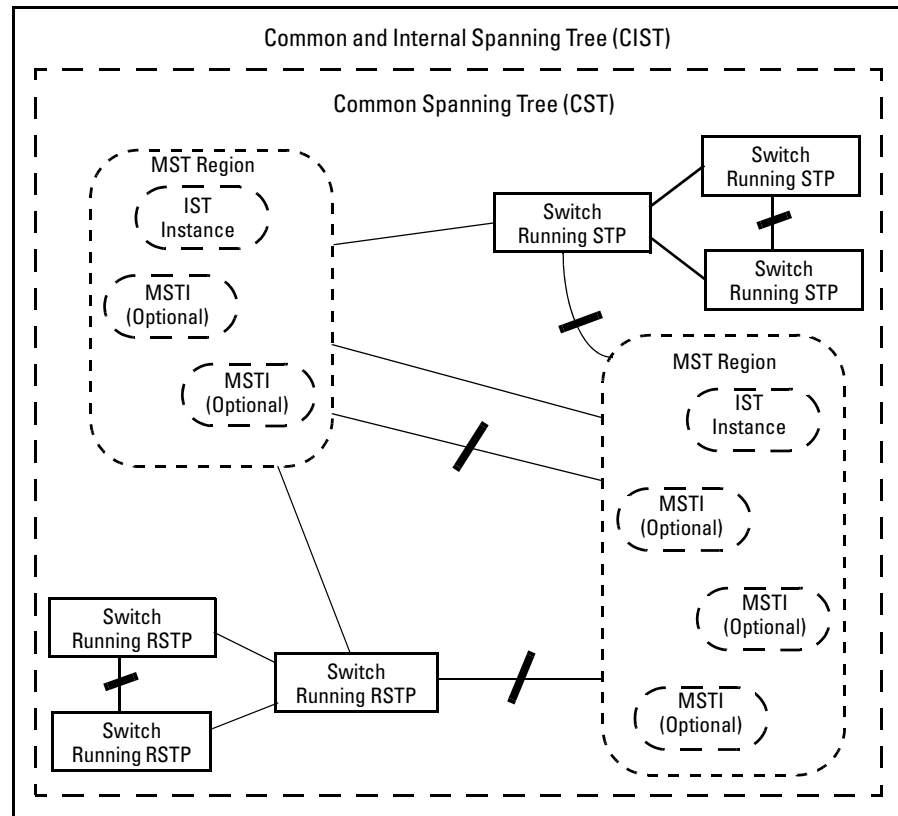 Common and Internal Spanning Tree (CIST)
Common Spanning Tree (CST)
MST Region
IST
Instance
MSTI
(Optional)
MSTI
(Optional)
Switch
Running STP
Switch
Running STP
Switch
Running STP
MST Region
IST
Instance
MSTI
(Optional)
MSTI
(Optional)
MSTI
(Optional)
Switch
Running RSTP
Switch
Running RSTP
Switch
Running RSTP